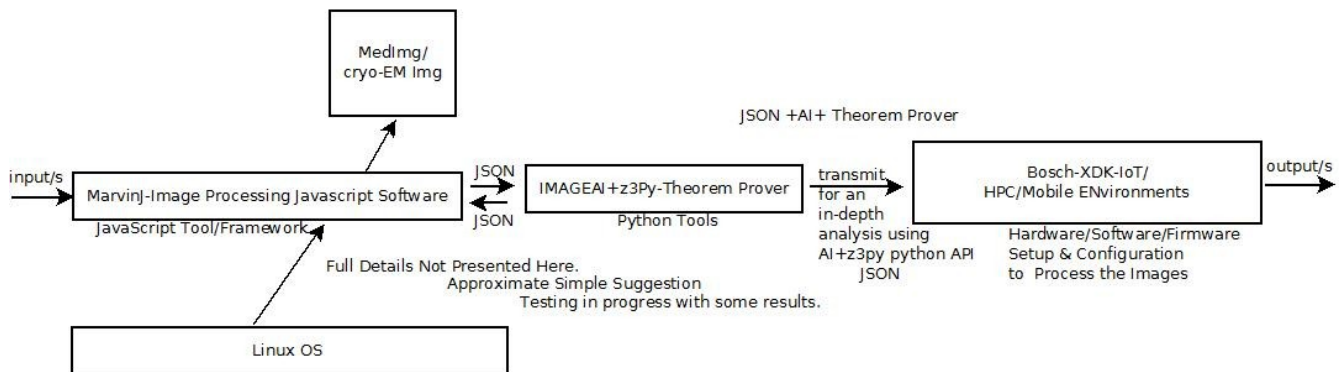 MedImg/
cryo-EM Img
JSON +AI+ Theorem Prover
input/s
MarvinJ-Image Processing Javascript Software
JavaScript Tool/Framework
JSON
JSON
IMAGEAI+z3Py-Theorem Prover
Python Tools
transmit
for an
in-depth
analysis using
AI+z3py python API
JSON
Bosch-XDK-IoT/
HPC/Mobile ENvironments
output/s
Hardware/Software/Firmware
Setup & Configuration
to Process the Images
Full Details Not Presented Here.
Approximate Simple Suggestion
Testing in progress with some results.
Linux OS